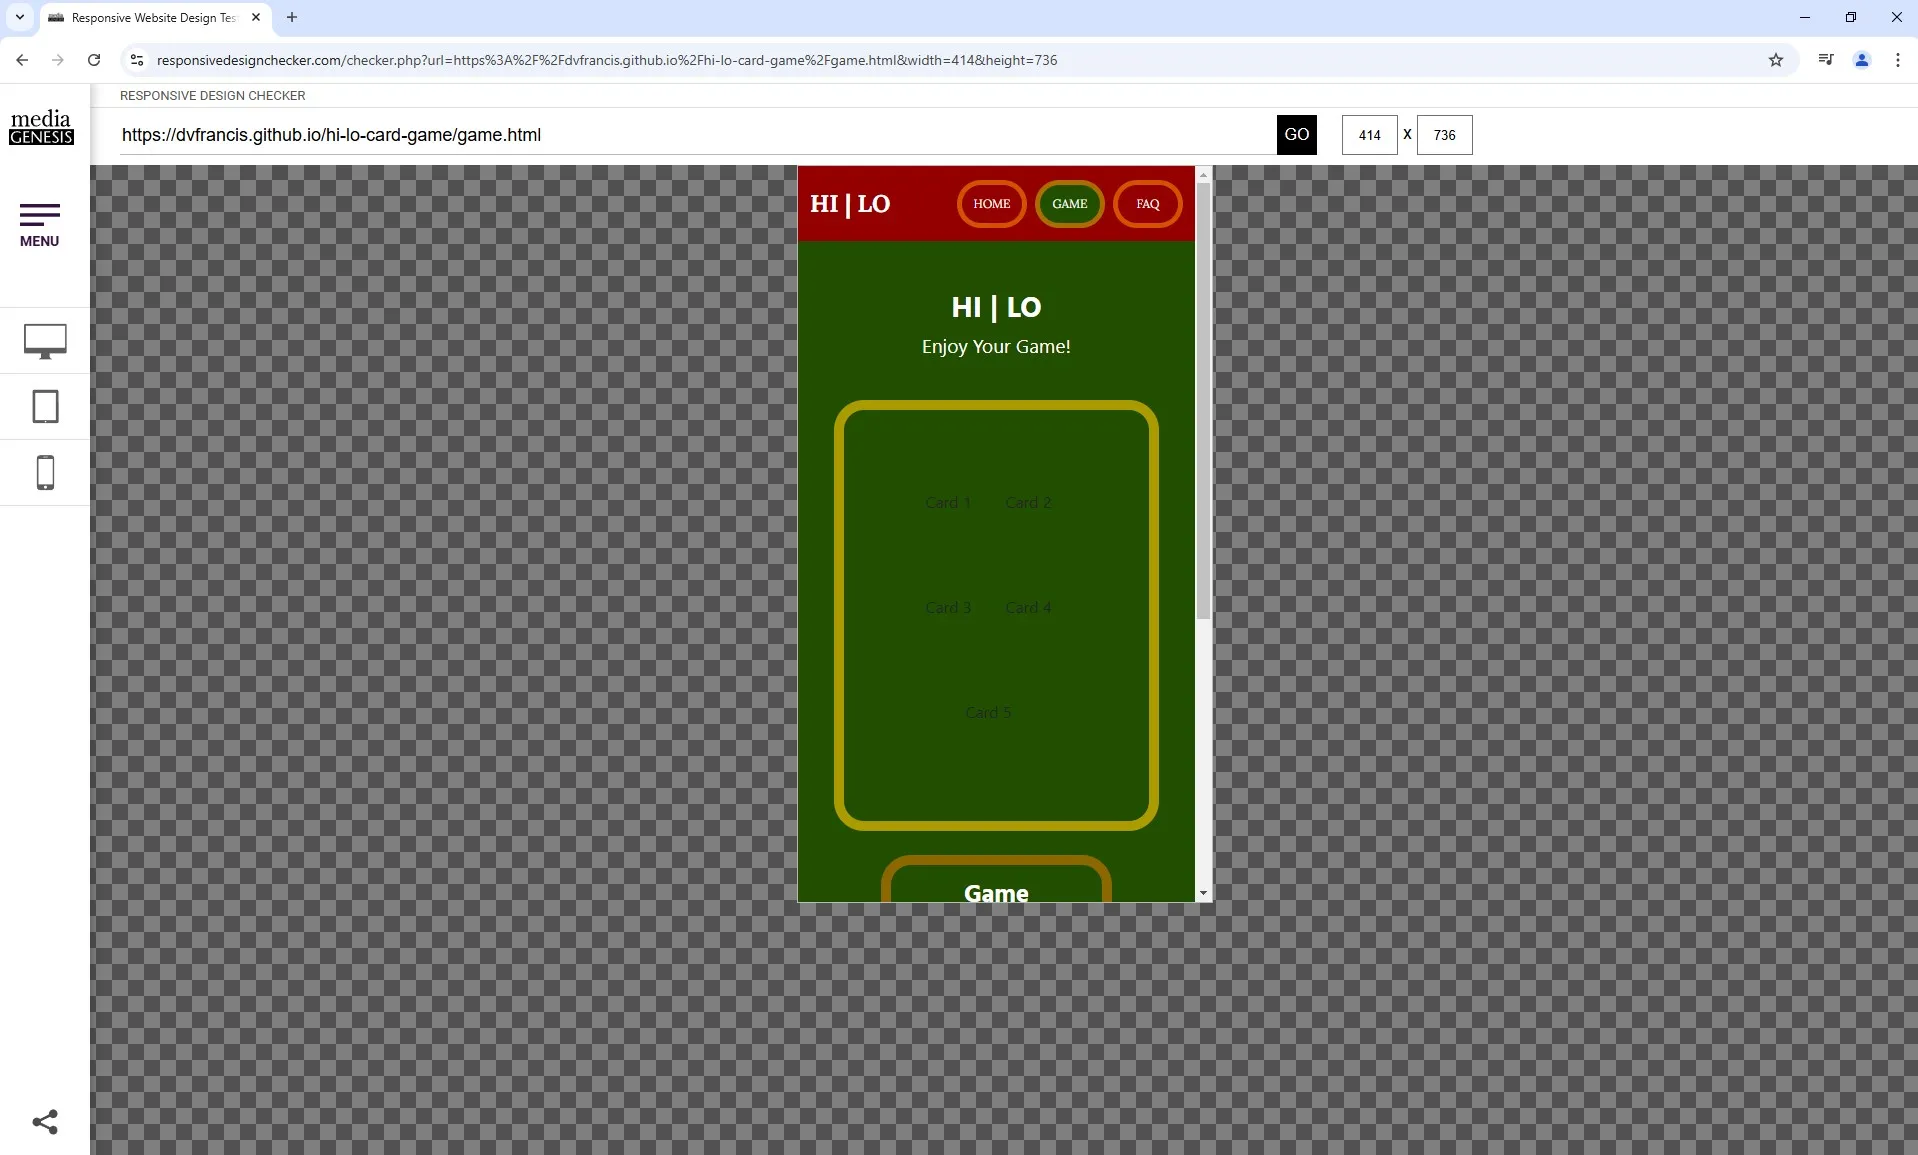 Responsive Website Design Tes
responsivedesignchecker.com/checker.php?url=https%3A%2F%2Fdvfrancis.github.io%2Fhi-lo-card-game%2Fgame.html&width=414&height=736
RESPONSIVE DESIGN CHECKER
media
GENESIS
https://dvfrancis.github.io/hi-lo-card-game/game.html
GO
414 X 736
MENU
HI | LO
HOME
GAME
FAQ
HI | LO
Enjoy Your Game!
Card 1
Card 2
Card 3
Card 4
Card 5
Game